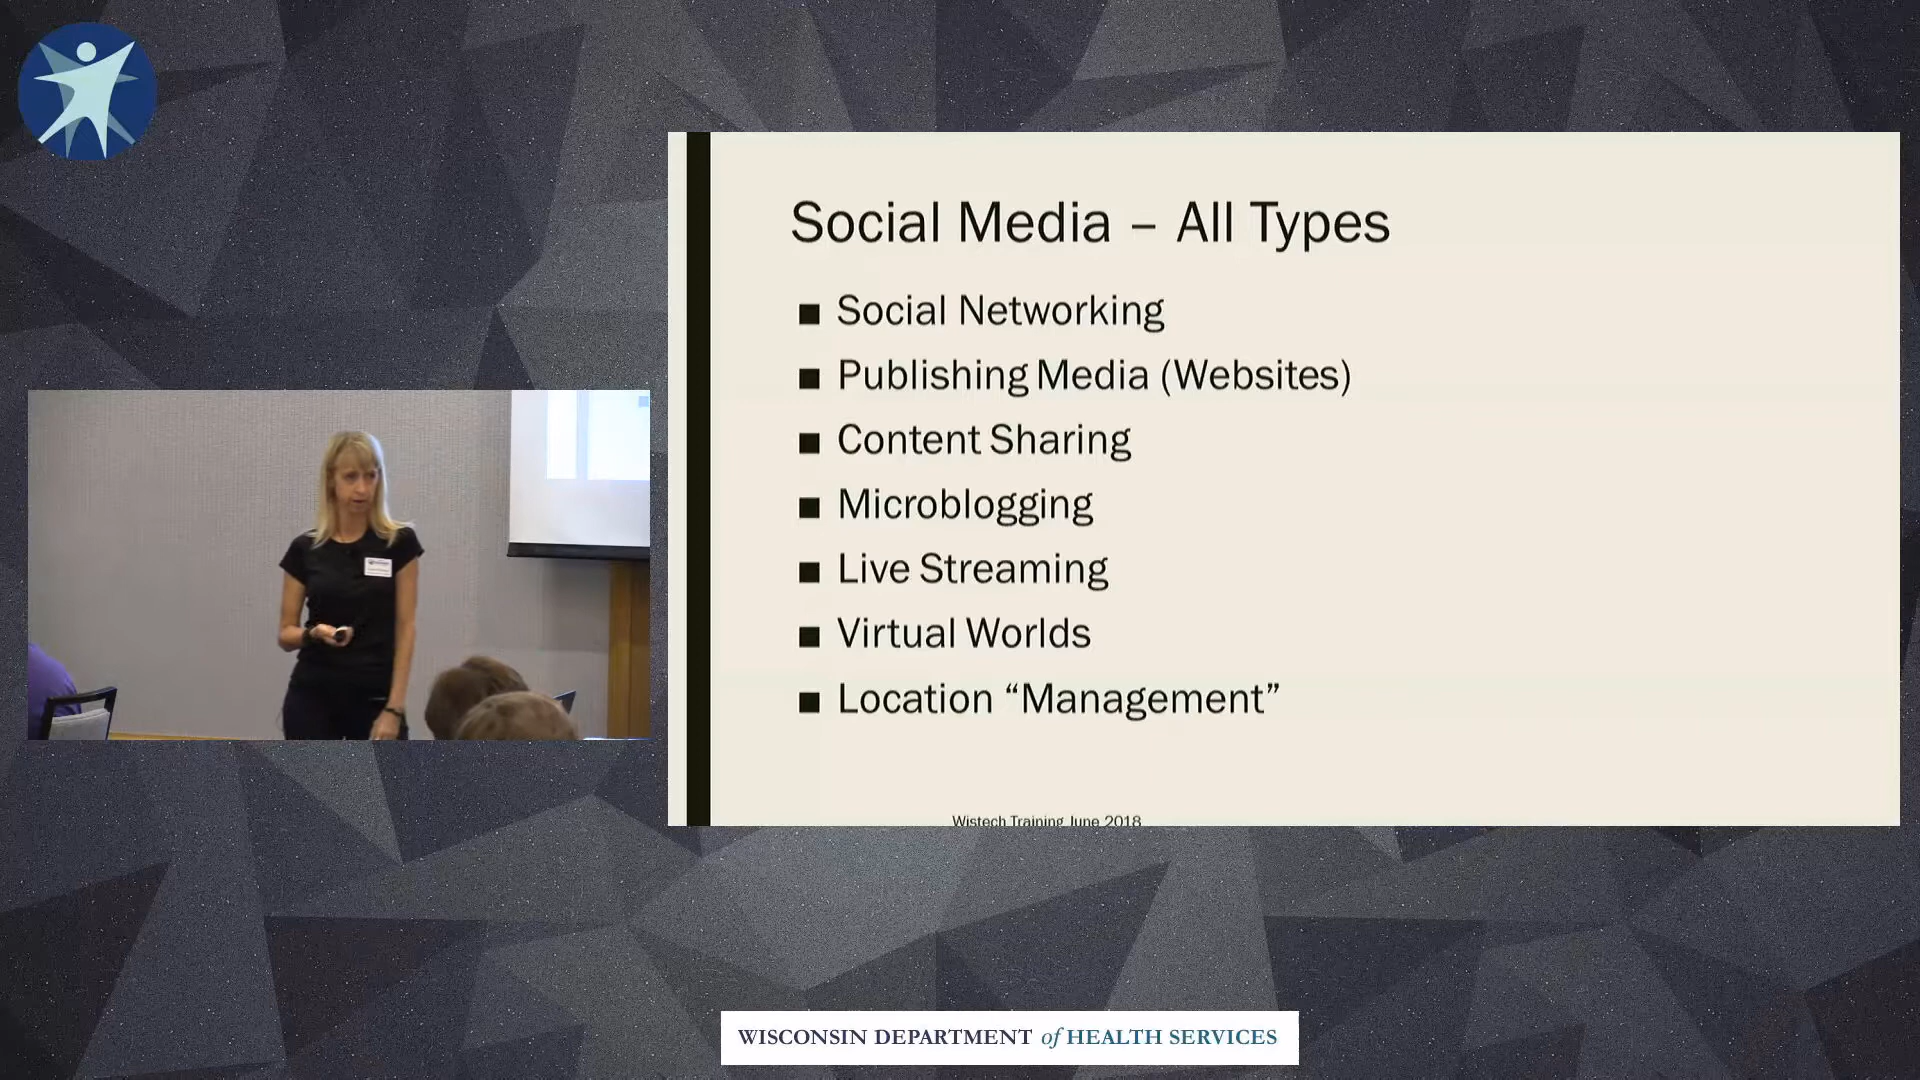 Social Media – All Types
■ Social Networking
■ Publishing Media (Websites)
■ Content Sharing
■ Microblogging
■ Live Streaming
■ Virtual Worlds
■ Location “Management”
Wistech Training June 2018
WISCONSIN DEPARTMENT of HEALTH SERVICES